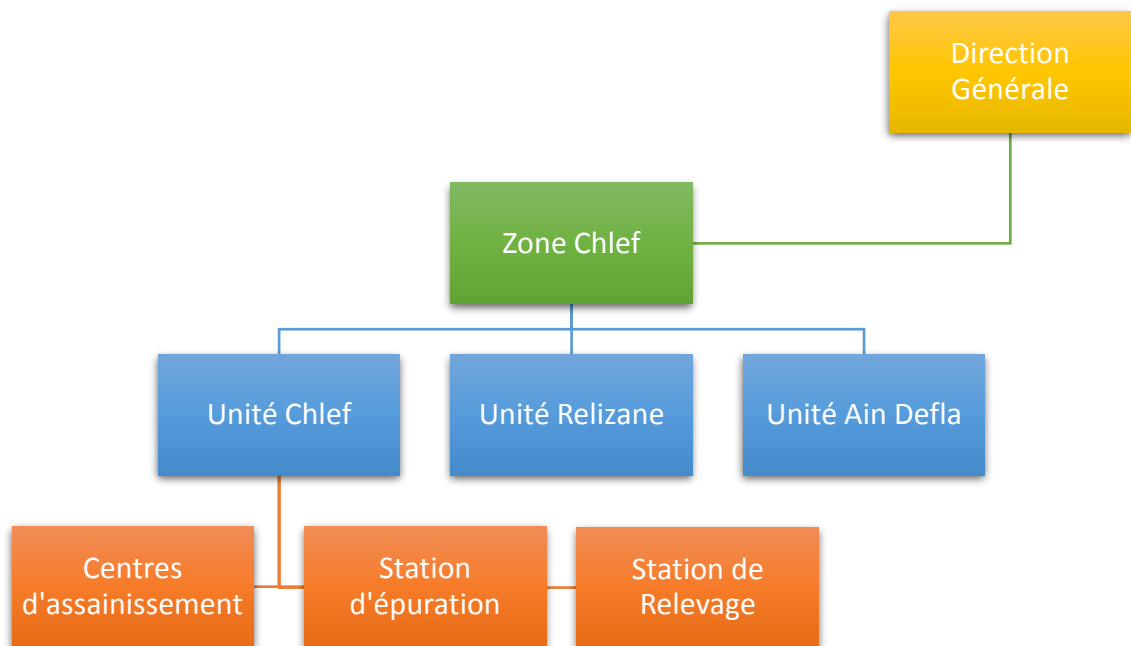 Direction
Générale
Zone Chlef
Unité Chlef
Unité Relizane
Unité Ain Defla
Centres
d'assainissement
Station
d'épuration
Station de
Relevage